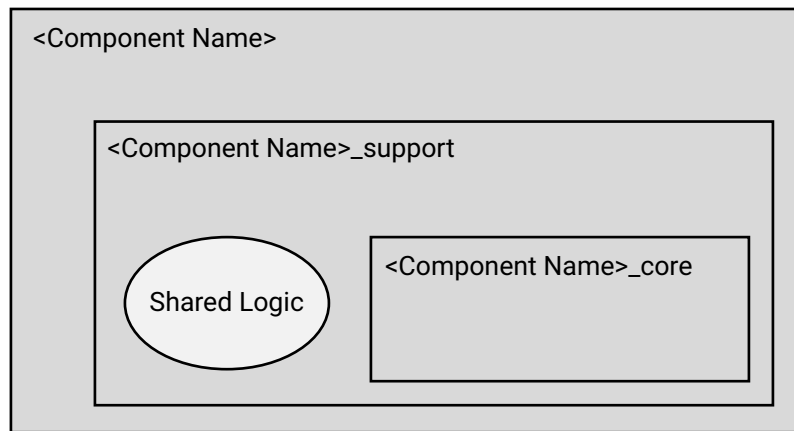 <Component Name>
<Component Name>_support
<Component Name>_core
Shared Logic